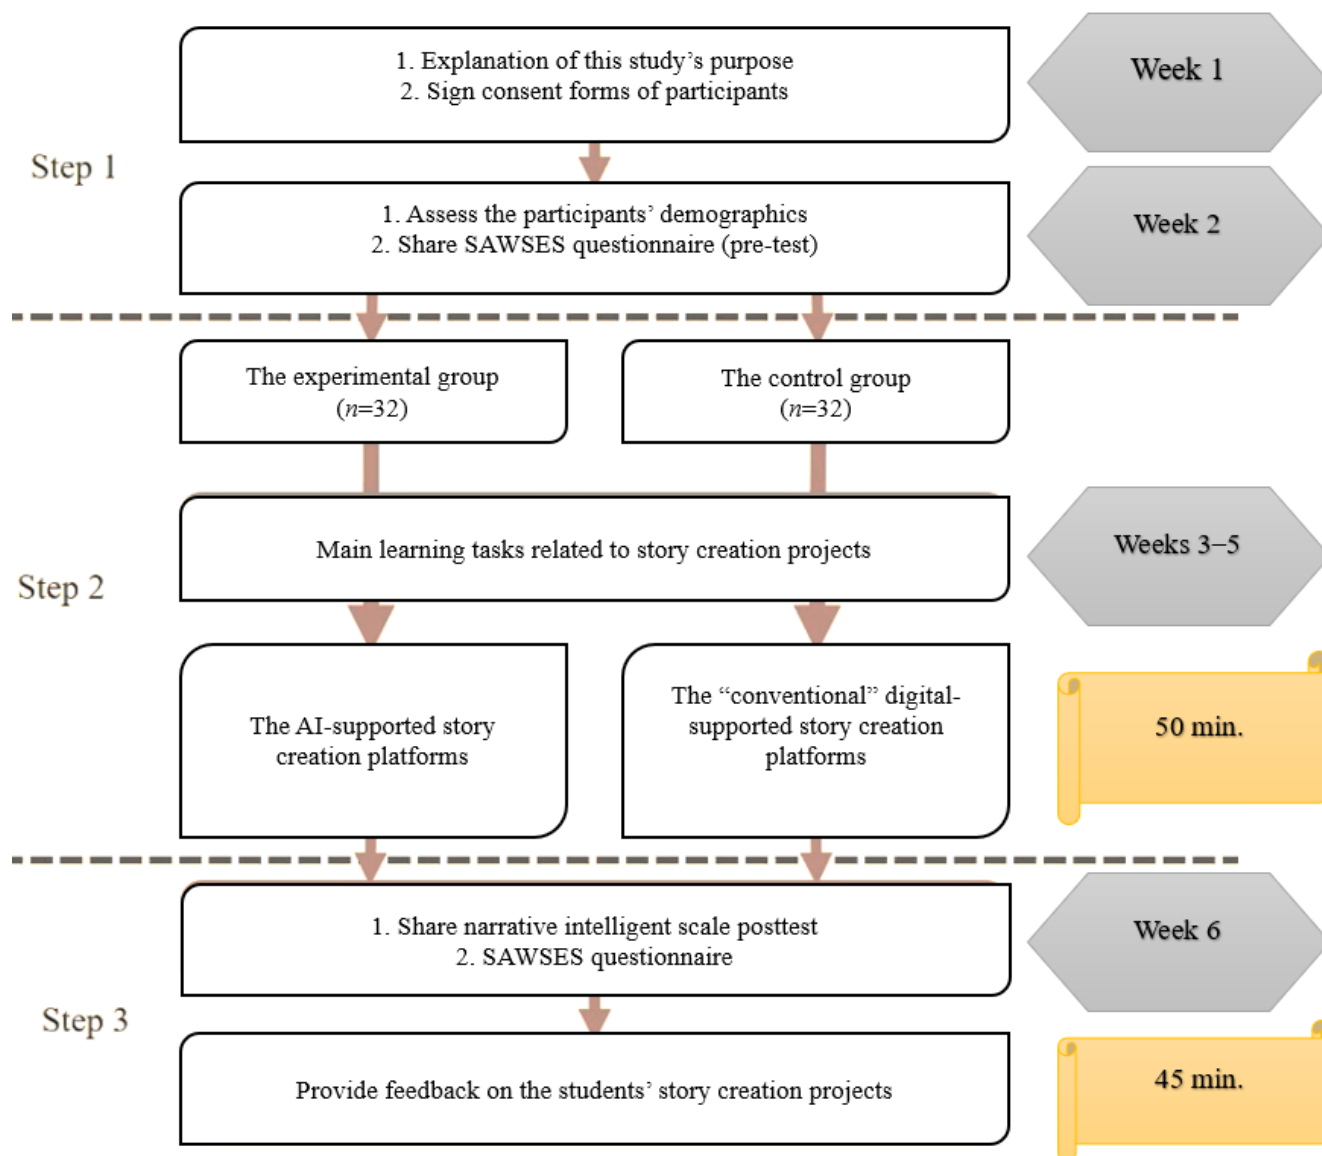 1. Explanation of this study’s purpose
2. Sign consent forms of participants
Week 1
Step 1
1. Assess the participants’ demographics
2. Share SAWSES questionnaire (pre-test)
Week 2
The experimental group
(n=32)
The control group
(n=32)
Main learning tasks related to story creation projects
Weeks 3–5
Step 2
The AI-supported story
creation platforms
The “conventional” digital-
supported story creation
platforms
50 min.
1. Share narrative intelligent scale posttest
2. SAWSES questionnaire
Week 6
Step 3
Provide feedback on the students’ story creation projects
45 min.